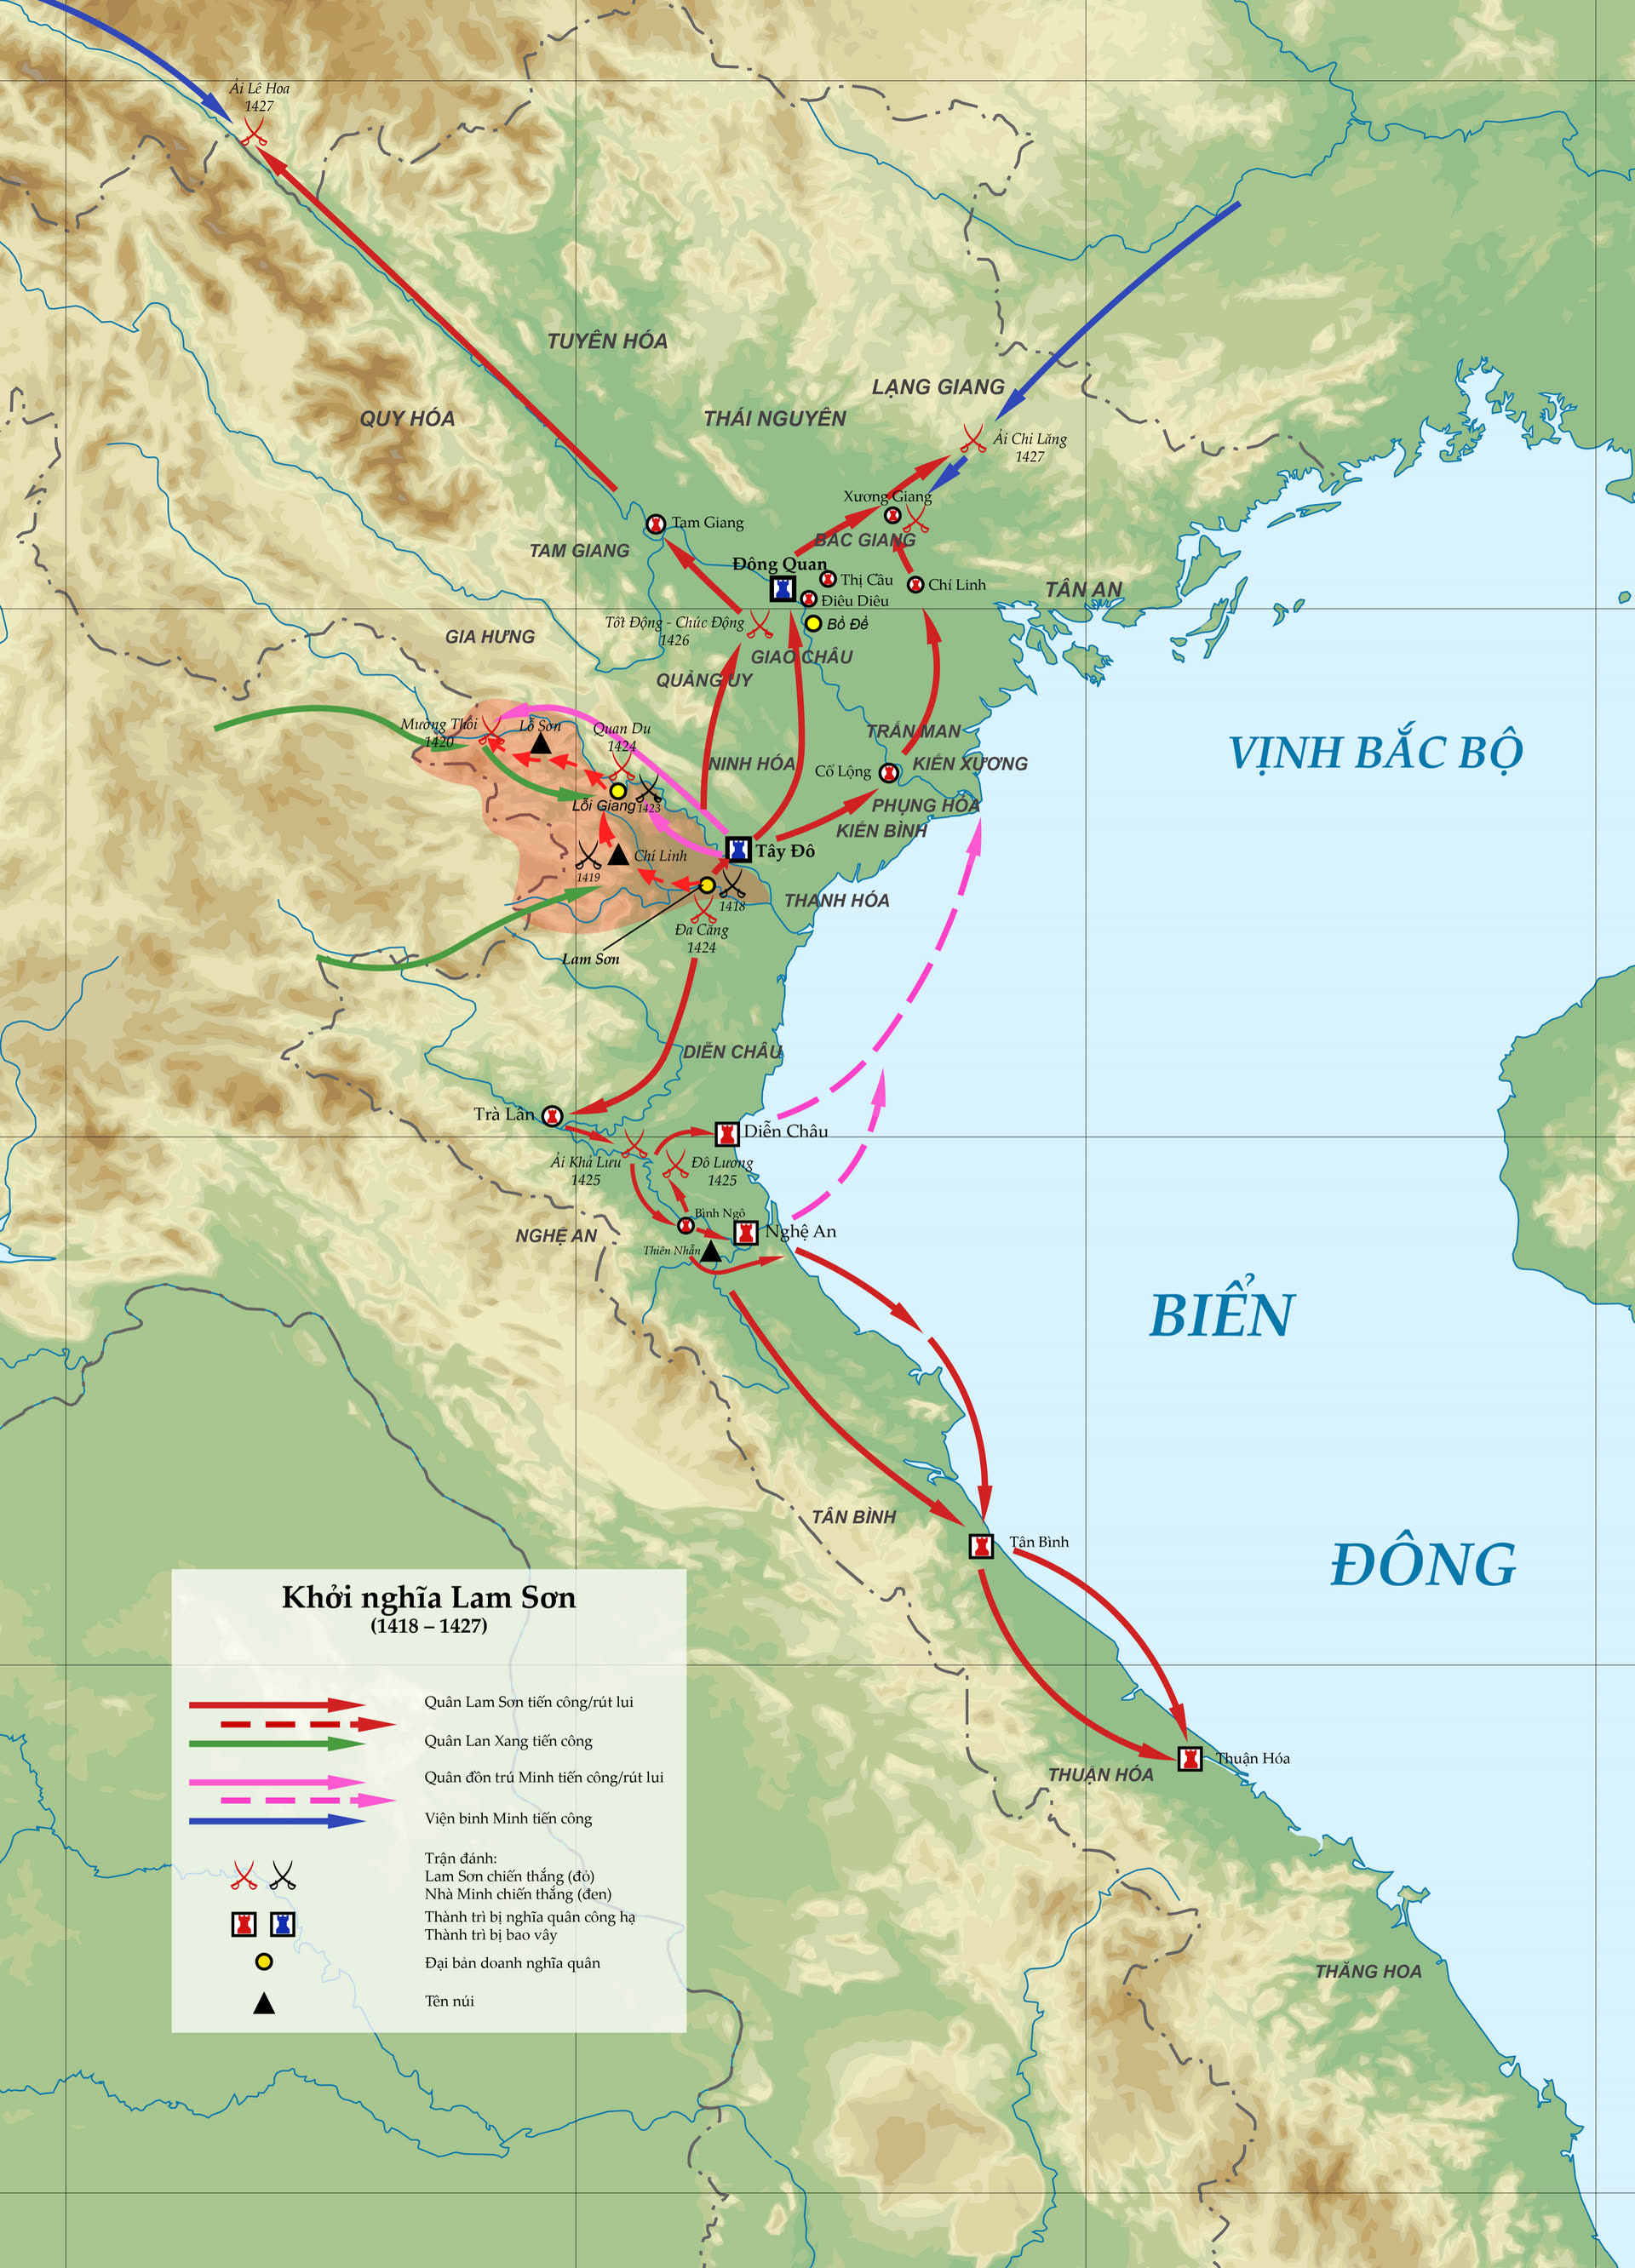 Ải Lê Hoa
1427
TUYÊN HÓA
LẠNG GIANG
QUY HÓA
THÁI NGUYÊN
Ải Chi Lăng
1427
Xương Giang
Tam Giang
BẮC GIANG
TAM GIANG
Đông Quan
Thị Cầu
Chí Linh
TÂN AN
Điêu Diêu
Tốt Động - Chúc Động
1426
Bồ Đề
GIA HƯNG
GIAO CHÂU
QUẢNG UY
Mường Thôi
1420
Lỗ Sơn
Quan Du
1424
TRẤN MAN
VỊNH BẮC BỘ
NINH HÓA
Cổ Lộng
KIẾN XƯƠNG
Lỗi Giang
1423
PHỤNG HÓA
KIẾN BÌNH
Tây Đô
Chí Linh
1419
THANH HÓA
1418
Đa Căng
1424
Lam Sơn
DIỄN CHÂU
Trà Lân
Diễn Châu
Ải Khả Lưu
1425
Đô Lương
1425
Bình Ngô
NGHỆ AN
Nghệ An
Thiên Nhẫn
BIỂN
TÂN BÌNH
Tân Bình
ĐÔNG
Thuận Hóa
THUẬN HÓA
THĂNG HOA
Khởi nghĩa Lam Sơn
(1418 – 1427)
Quân Lam Sơn tiến công/rút lui
Quân Lan Xang tiến công
Quân đồn trú Minh tiến công/rút lui
Viện binh Minh tiến công
Trận đánh:
Lam Sơn chiến thắng (đỏ)
Nhà Minh chiến thắng (đen)
Thành trì bị nghĩa quân công hạ
Thành trì bị bao vây
Đại bản doanh nghĩa quân
Tên núi